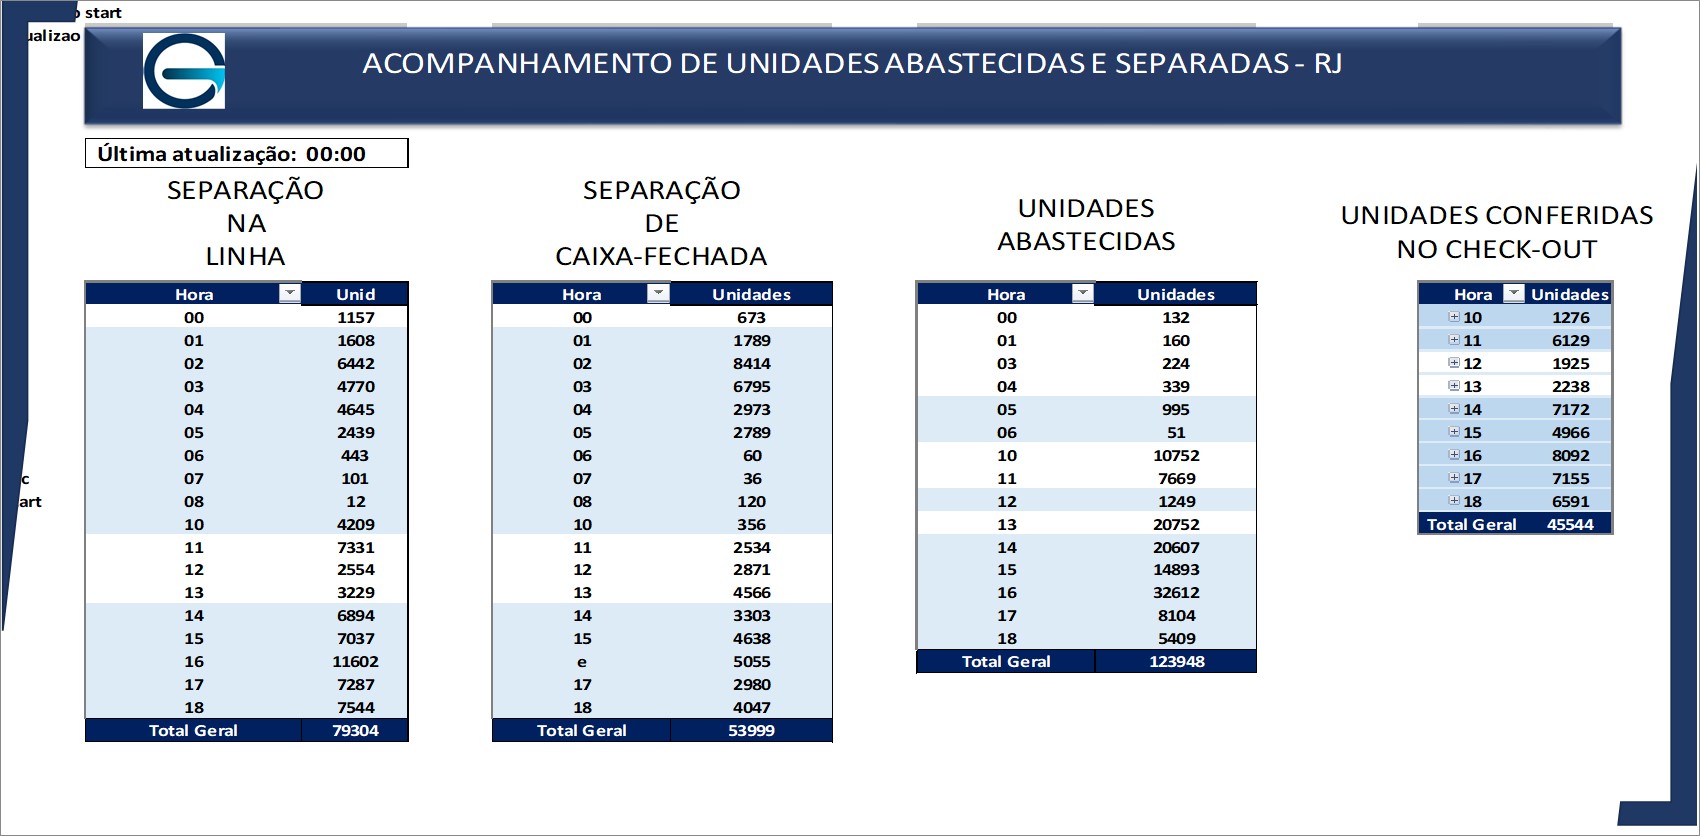 start
ualizao
ACOMPANHAMENTO DE UNIDADES ABASTECIDAS E SEPARADAS - RJ
Última atualização: 00:00
SEPARAÇÃO
NA
LINHA
Hora Unid
00 1157
01 1608
02 6442
03 4770
04 4645
05 2439
06 443
07 101
08 12
10 4209
11 7331
12 2554
13 3229
14 6894
15 7037
16 11602
17 7287
18 7544
Total Geral 79304
SEPARAÇÃO
DE
CAIXA-FECHADA
Hora Unidades
00 673
01 1789
02 8414
03 6795
04 2973
05 2789
06 60
07 36
08 120
10 356
11 2534
12 2871
13 4566
14 3303
15 4638
e 5055
17 2980
18 4047
Total Geral 53999
UNIDADES
ABASTECIDAS
Hora Unidades
00 132
01 160
03 224
04 339
05 995
06 51
10 10752
11 7669
12 1249
13 20752
14 20607
15 14893
16 32612
17 8104
18 5409
Total Geral 123948
UNIDADES CONFERIDAS
NO CHECK-OUT
Hora Unidades
10 1276
11 6129
12 1925
13 2238
14 7172
15 4966
16 8092
17 7155
18 6591
Total Geral 45544
c
art